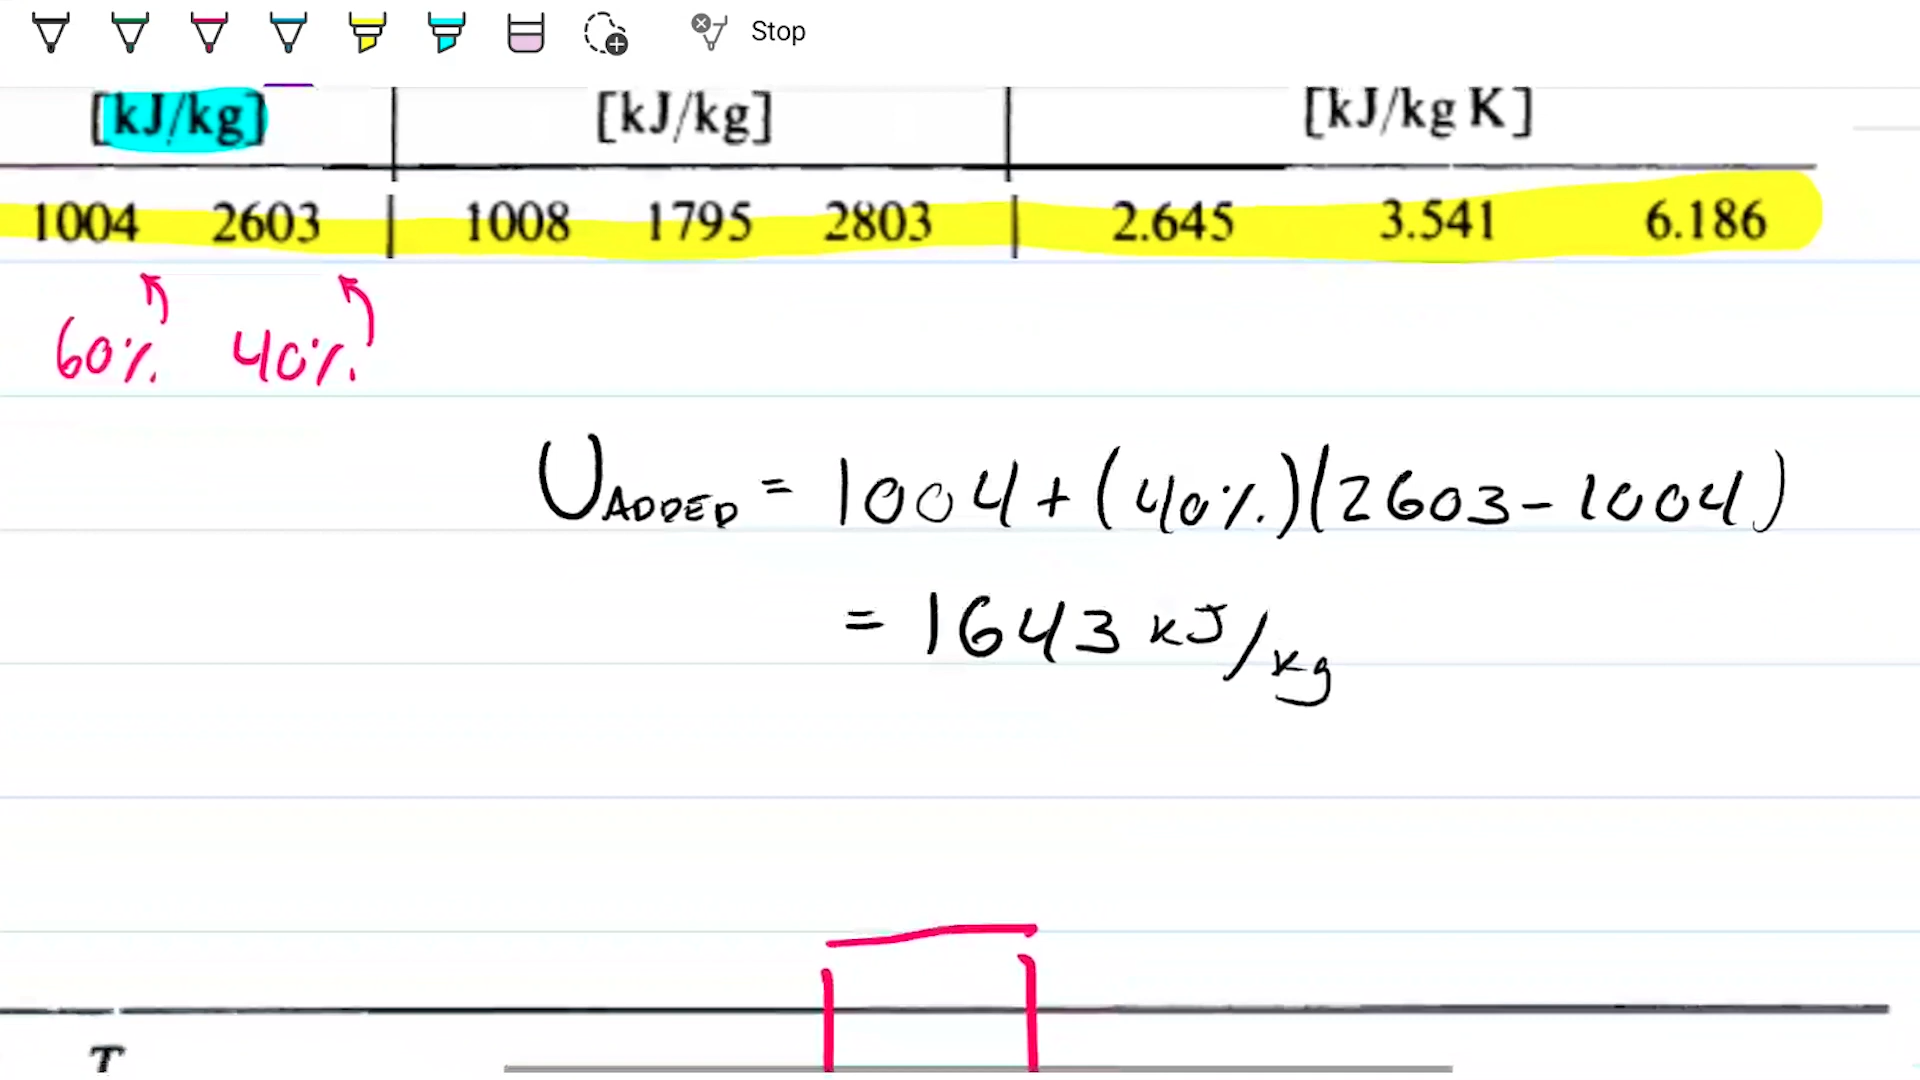 Stop
[kJ/kg] [kJ/kg] [kJ/kg K]
1004 2603 1008 1795 2803 2.645 3.541 6.186
60% 40%
UADDED = 1004 + (40%)(2603 - 1004)
= 1643 kJ/kg
T